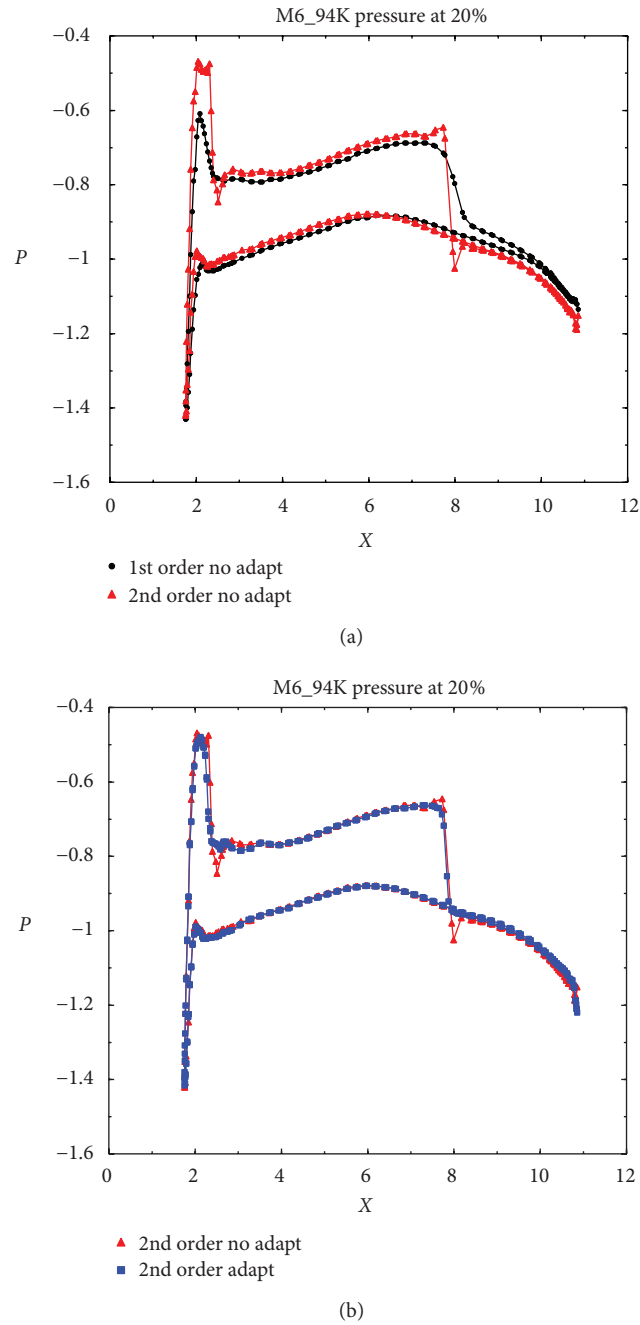 M6_94K pressure at 20%
−0.4
−0.6
−0.8
P
−1
−1.2
−1.4
−1.6
0 2 4 6 8 10 12
X
1st order no adapt
2nd order no adapt
(a)
M6_94K pressure at 20%
−0.4
−0.6
−0.8
P
−1
−1.2
−1.4
−1.6
0 2 4 6 8 10 12
X
2nd order no adapt
2nd order adapt
(b)